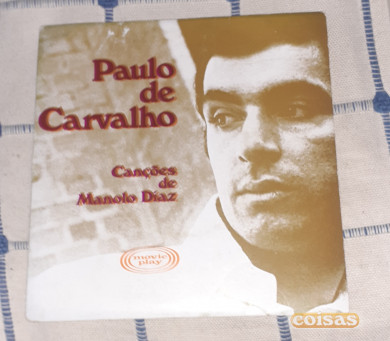 Paulo
de
Carvalho
Canções
de
Manolo Diaz
movie
play
coisas